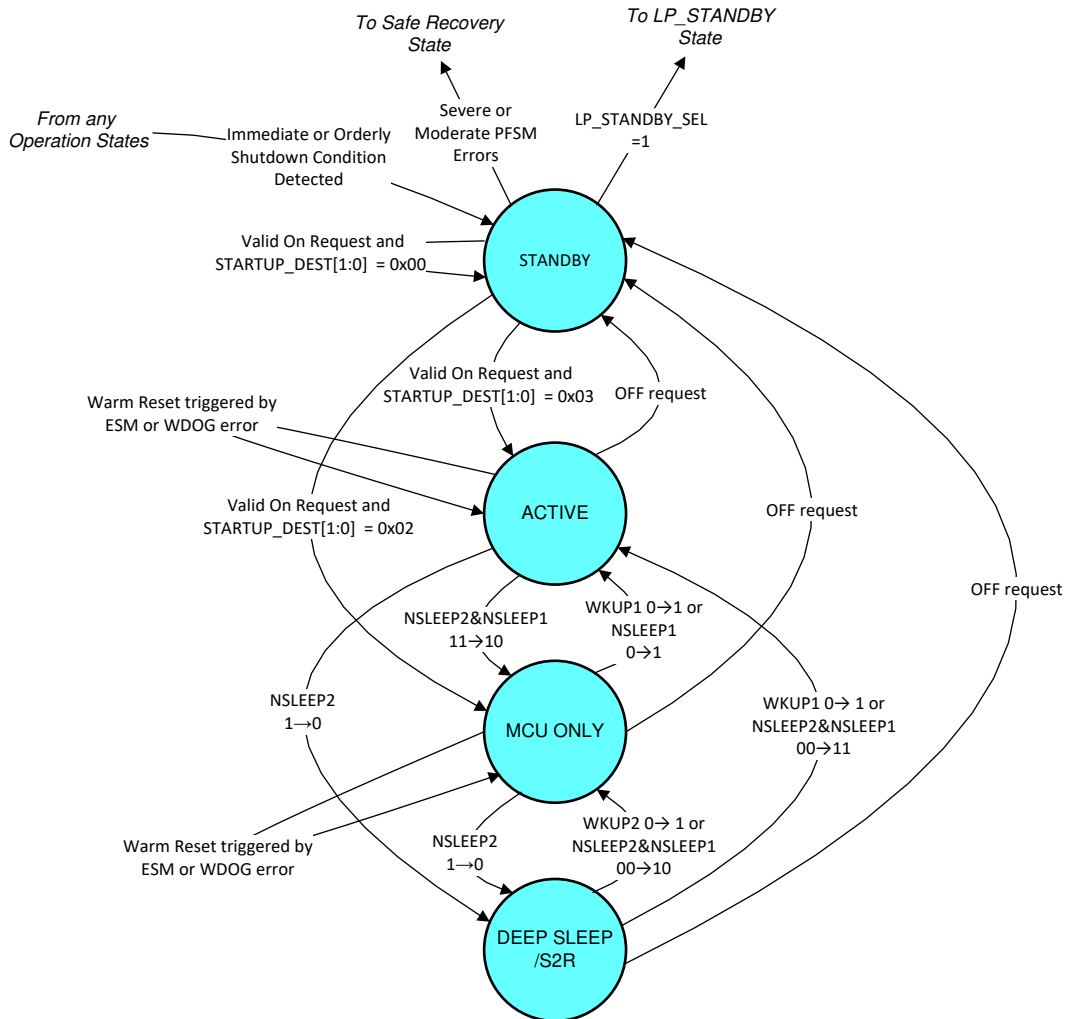 To Safe Recovery
State
To LP_STANDBY
State
From any
Operation States
Immediate or Orderly
Shutdown Condition
Detected
Severe or
Moderate PFSM
Errors
LP_STANDBY_SEL
=1
Valid On Request and
STARTUP_DEST[1:0] = 0x00
STANDBY
Valid On Request and
STARTUP_DEST[1:0] = 0x03
OFF request
Warm Reset triggered by
ESM or WDOG error
Valid On Request and
STARTUP_DEST[1:0] = 0x02
ACTIVE
OFF request
OFF request
NSLEEP2&NSLEEP1
11→10
WKUP1 0→1 or
NSLEEP1
0→1
NSLEEP2
1→0
MCU ONLY
WKUP1 0→ 1 or
NSLEEP2&NSLEEP1
00→11
Warm Reset triggered by
ESM or WDOG error
NSLEEP2
1→0
WKUP2 0→ 1 or
NSLEEP2&NSLEEP1
00→10
DEEP SLEEP
/S2R